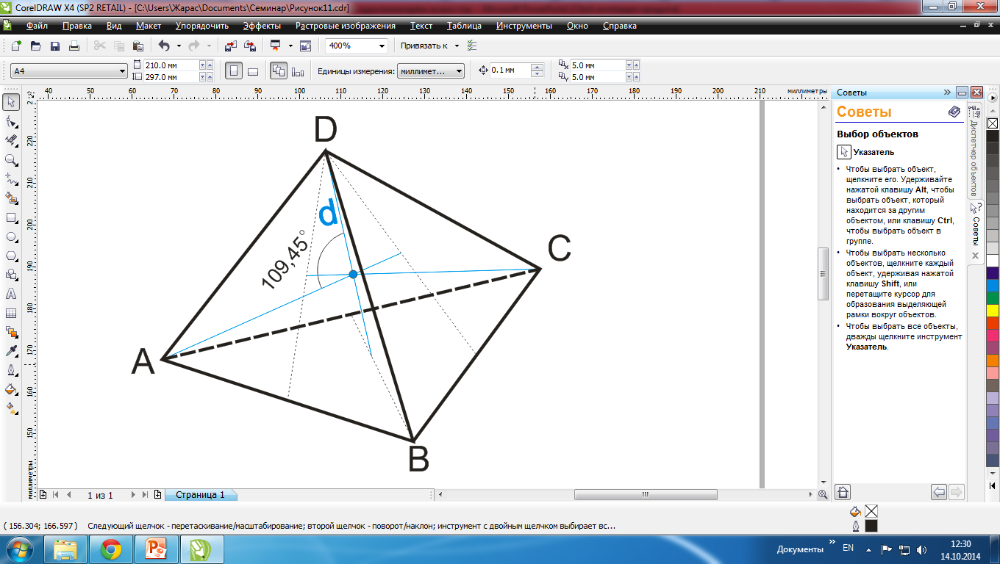 CorelDRAW X4 (SP2 RETAIL) - [C:\Users\Жарас\Documents\Семинар\Рисунок11.cdr]
Файл Правка Вид Макет Упорядочить Эффекты Растровые изображения Текст Таблица Инструменты Окно Справка
400% Привязать к
A4 210.0 мм 297.0 мм Единицы измерения: миллимет... 0.1 мм 5.0 мм 5.0 мм
40 60 70 80 90 100 110 120 130 140 150 160 170 180 190 200 210 миллиметры
220
210
200
190
180
170
160
150
миллиметры
D
d
109,45°
C
A
B
Советы
Советы
Выбор объектов
Указатель
• Чтобы выбрать объект,
щелкните его. Удерживайте
нажатой клавишу Alt, чтобы
выбрать объект, который
находится за другим
объектом, или клавишу Ctrl,
чтобы выбрать объект в
группе.
• Чтобы выбрать несколько
объектов, щелкните каждый
объект, удерживая нажатой
клавишу Shift, или
перетащите курсор для
образования выделяющей
рамки вокруг объектов.
• Чтобы выбрать все объекты,
дважды щелкните инструмент
Указатель.
Диспетчер объектов
Советы
1 из 1 Страница 1
( 156.304; 166.597 ) Следующий щелчок - перетаскивание/масштабирование; второй щелчок - поворот/наклон; инструмент с двойным щелчком выбирает вс...
Документы EN 12:30
14.10.2014